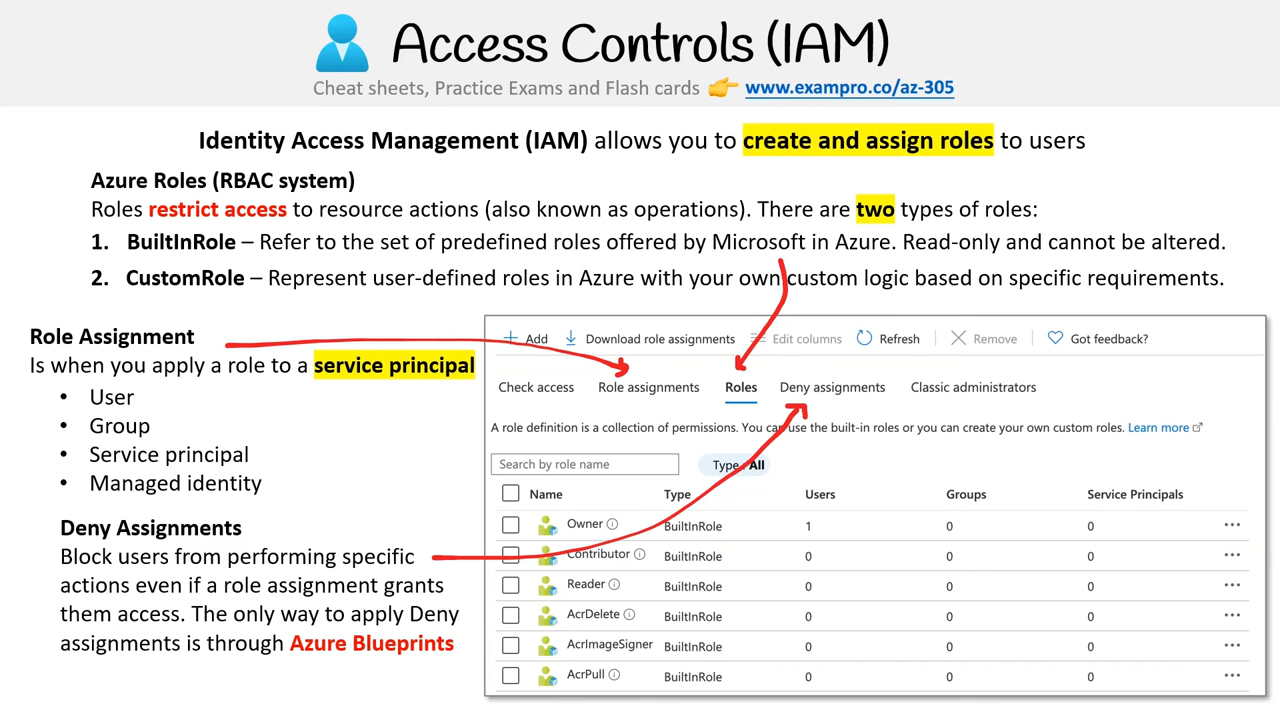 Access Controls (IAM)
Cheat sheets, Practice Exams and Flash cards 👉 www.exampro.co/az-305
Identity Access Management (IAM) allows you to create and assign roles to users
Azure Roles (RBAC system)
Roles restrict access to resource actions (also known as operations). There are two types of roles:
1. BuiltInRole – Refer to the set of predefined roles offered by Microsoft in Azure. Read-only and cannot be altered.
2. CustomRole – Represent user-defined roles in Azure with your own custom logic based on specific requirements.
Role Assignment
Is when you apply a role to a service principal
• User
• Group
• Service principal
• Managed identity
Deny Assignments
Block users from performing specific
actions even if a role assignment grants
them access. The only way to apply Deny
assignments is through Azure Blueprints
Add Download role assignments Edit columns Refresh Remove Got feedback?
Check access Role assignments Roles Deny assignments Classic administrators
A role definition is a collection of permissions. You can use the built-in roles or you can create your own custom roles. Learn more
Search by role name Type : All
Name Type Users Groups Service Principals
Owner BuiltInRole 1 0 0 ...
Contributor BuiltInRole 0 0 0 ...
Reader BuiltInRole 0 0 0 ...
AcrDelete BuiltInRole 0 0 0 ...
AcrImageSigner BuiltInRole 0 0 0 ...
AcrPull BuiltInRole 0 0 0 ...